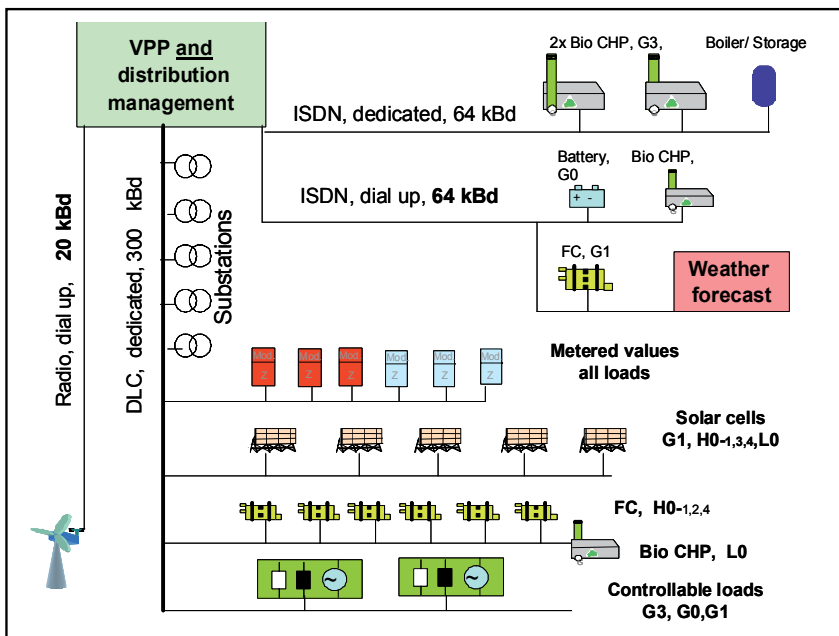 VPP and
distribution
management
2x Bio CHP, G3,
Boiler/ Storage
ISDN, dedicated, 64 kBd
Battery,
G0
Bio CHP,
ISDN, dial up, 64 kBd
FC, G1
Weather
forecast
Radio, dial up, 20 kBd
DLC, dedicated, 300 kBd
Substations
Mod.
Z
Mod.
Z
Mod.
Z
Mod.
Z
Mod.
Z
Mod.
Z
Metered values
all loads
Solar cells
G1, H0-1,3,4,L0
FC, H0-1,2,4
Bio CHP, L0
Controllable loads
G3, G0,G1
+ -
~
~